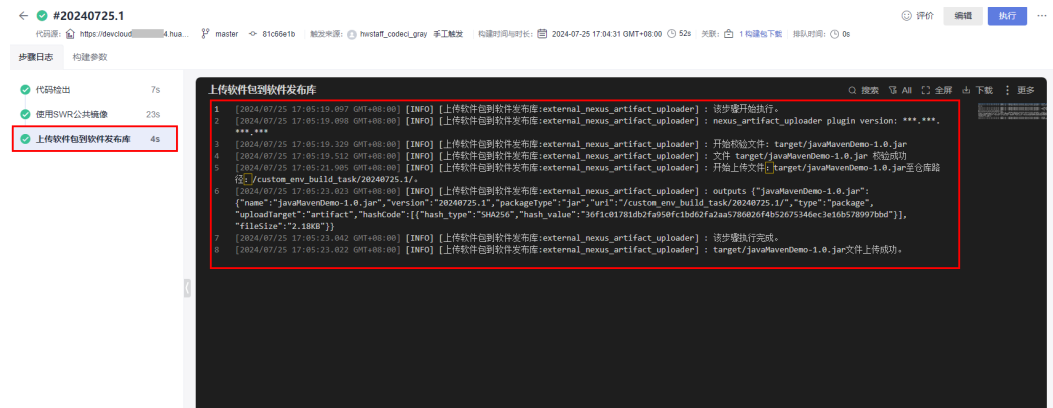 #20240725.1
评价
编辑
执行
代码源: https://devcloud 4.hua...
master
81c66e1b
触发来源: hwstaff_codeci_gray 手工触发
构建时间与时长: 2024-07-25 17:04:31 GMT+08:00 52s
关联: 1 构建包下载
排队时间: 0s
步骤日志
构建参数
代码检出 7s
使用SWR公共镜像 23s
上传软件包到软件发布库 4s
上传软件包到软件发布库
搜索 All 全屏 下载 更多
1 [2024/07/25 17:05:19.097 GMT+08:00] [INFO] [上传软件包到软件发布库:external_nexus_artifact_uploader] : 该步骤开始执行。
2 [2024/07/25 17:05:19.098 GMT+08:00] [INFO] [上传软件包到软件发布库:external_nexus_artifact_uploader] : nexus_artifact_uploader plugin version: ***.***.
***.***
3 [2024/07/25 17:05:19.329 GMT+08:00] [INFO] [上传软件包到软件发布库:external_nexus_artifact_uploader] : 开始校验文件: target/javaMavenDemo-1.0.jar
4 [2024/07/25 17:05:19.512 GMT+08:00] [INFO] [上传软件包到软件发布库:external_nexus_artifact_uploader] : 文件 target/javaMavenDemo-1.0.jar 校验成功
5 [2024/07/25 17:05:21.905 GMT+08:00] [INFO] [上传软件包到软件发布库:external_nexus_artifact_uploader] : 开始上传文件：target/javaMavenDemo-1.0.jar至仓库路
径：/custom_env_build_task/20240725.1/。
6 [2024/07/25 17:05:23.023 GMT+08:00] [INFO] [上传软件包到软件发布库:external_nexus_artifact_uploader] : outputs {"javaMavenDemo-1.0.jar":
{"name":"javaMavenDemo-1.0.jar","version":"20240725.1","packageType":"jar","uri":"/custom_env_build_task/20240725.1/","type":"package",
"uploadTarget":"artifact","hashCode":[{"hash_type":"SHA256","hash_value":"36f1c01781db2fa950fc1bd62fa2aa5786026f4b52675346ec3e16b578997bbd"}],
"fileSize":"2.18KB"}}
7 [2024/07/25 17:05:23.042 GMT+08:00] [INFO] [上传软件包到软件发布库:external_nexus_artifact_uploader] : 该步骤执行完成。
8 [2024/07/25 17:05:23.022 GMT+08:00] [INFO] [上传软件包到软件发布库:external_nexus_artifact_uploader] : target/javaMavenDemo-1.0.jar文件上传成功。